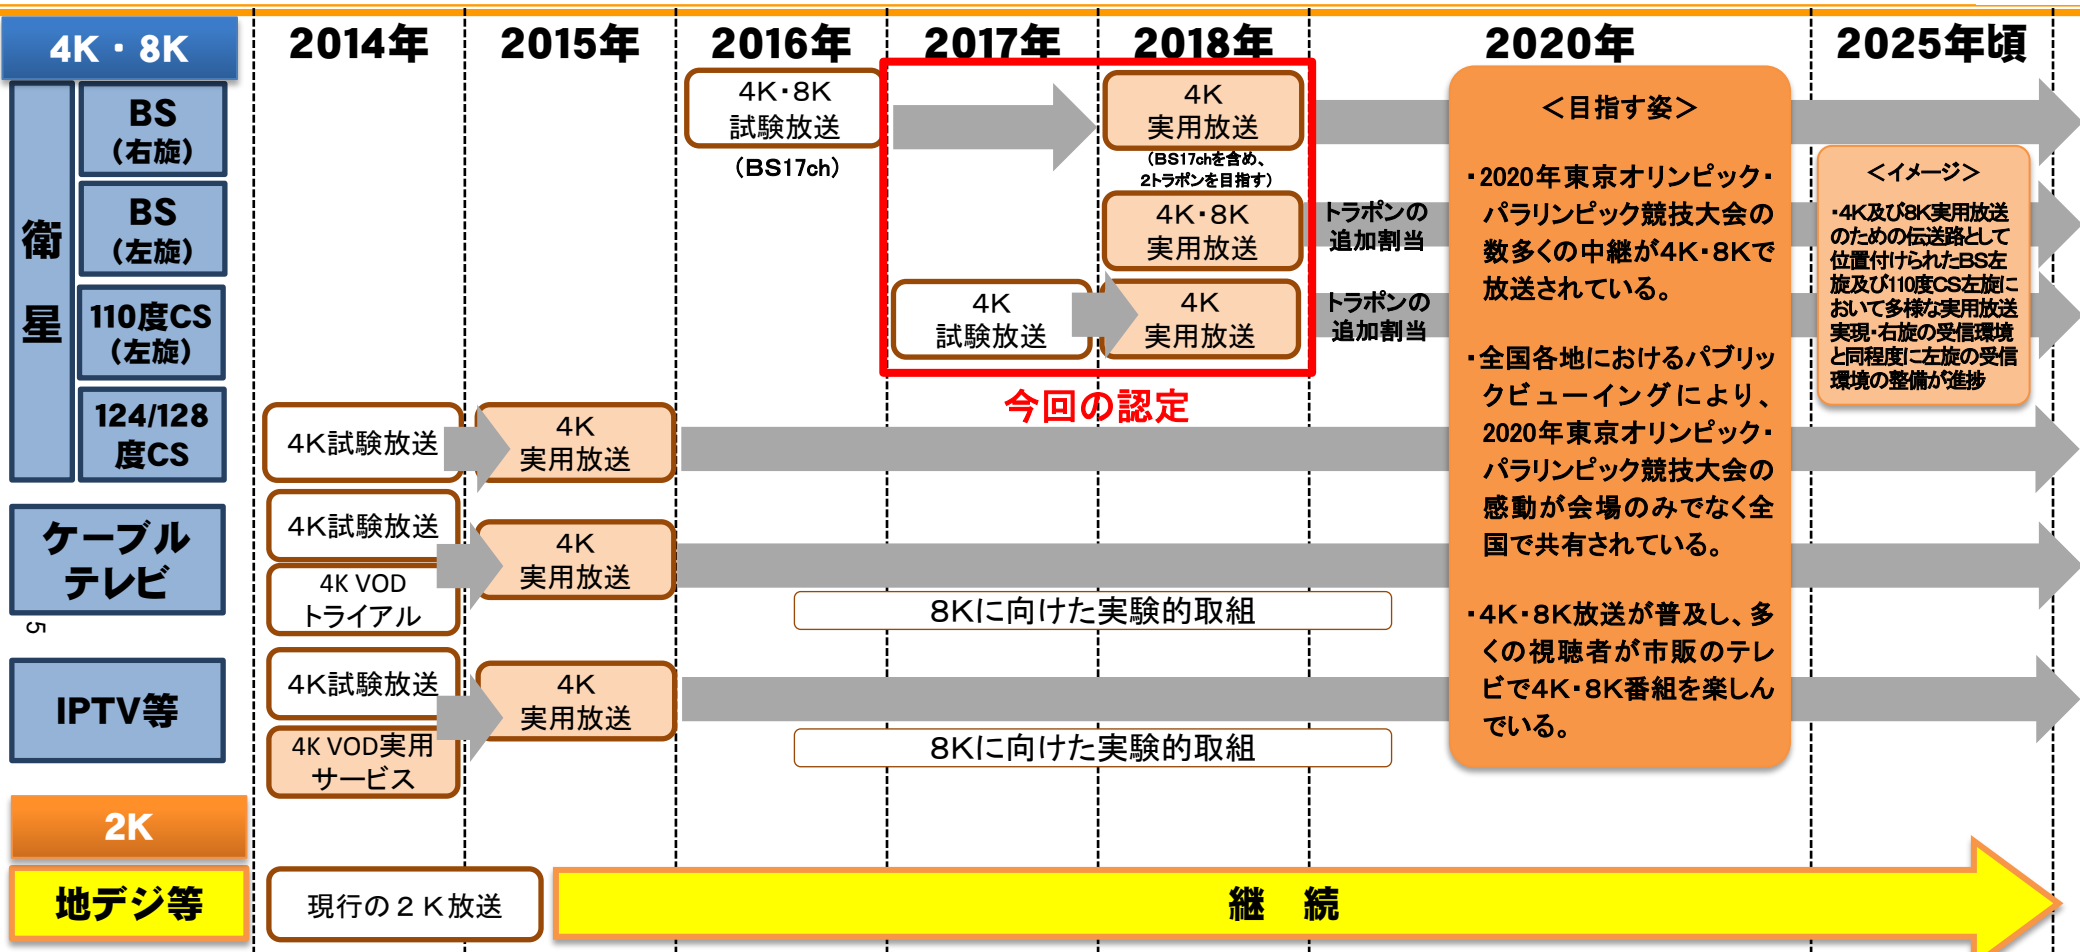 4K・8K
2014年
2015年
2016年
2017年
2018年
2020年
2025年頃
衛星
BS
（右旋）
4K・8K
試験放送
（BS17ch）
4K
実用放送
（BS17chを含め、
2トラポンを目指す）
BS
（左旋）
4K・8K
実用放送
トラポンの
追加割当
110度CS
（左旋）
4K
試験放送
4K
実用放送
トラポンの
追加割当
今回の認定
124/128
度CS
4K試験放送
4K
実用放送
ケーブル
テレビ
4K試験放送
4K VOD
トライアル
4K
実用放送
8Kに向けた実験的取組
5
IPTV等
4K試験放送
4K VOD実用
サービス
4K
実用放送
8Kに向けた実験的取組
＜目指す姿＞
・2020年東京オリンピック・
パラリンピック競技大会の
数多くの中継が4K・8Kで
放送されている。
・全国各地におけるパブリッ
クビューイングにより、
2020年東京オリンピック・
パラリンピック競技大会の
感動が会場のみでなく全
国で共有されている。
・4K・8K放送が普及し、多
くの視聴者が市販のテレ
ビで4K・8K番組を楽しん
でいる。
＜イメージ＞
・4K及び8K実用放送
のための伝送路として
位置付けられたBS左
旋及び110度CS左旋に
おいて多様な実用放送
実現・右旋の受信環境
と同程度に左旋の受信
環境の整備が進捗
2K
地デジ等
現行の２Ｋ放送
継　続